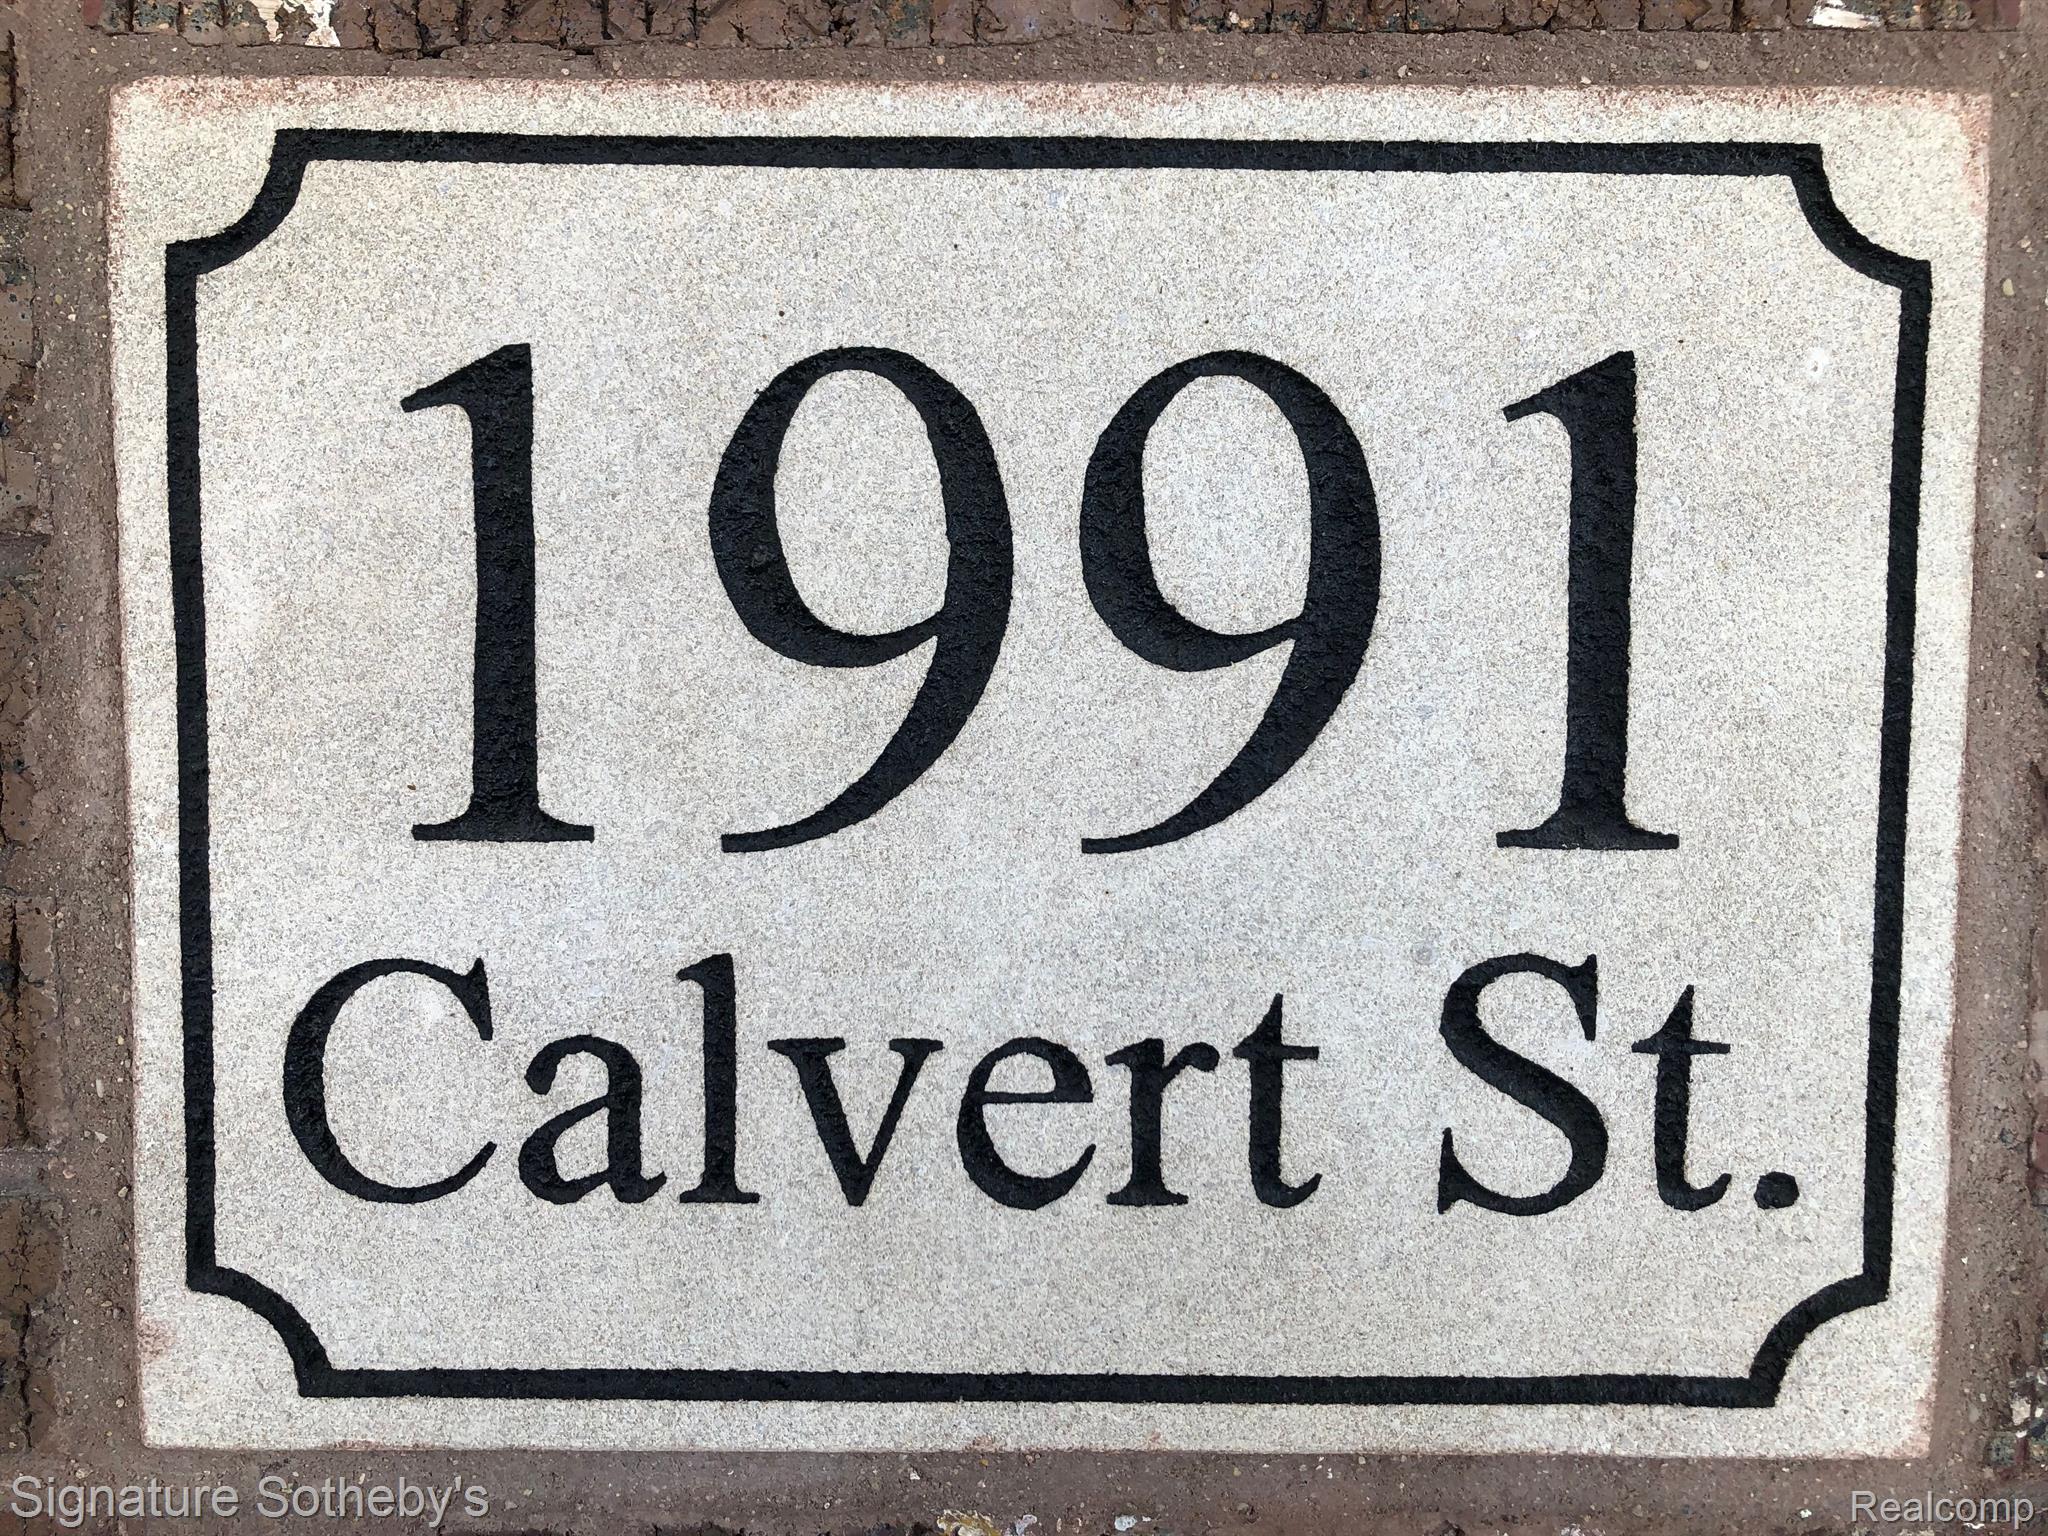 1991
Calvert St.
Signature Sotheby's
Realcomp